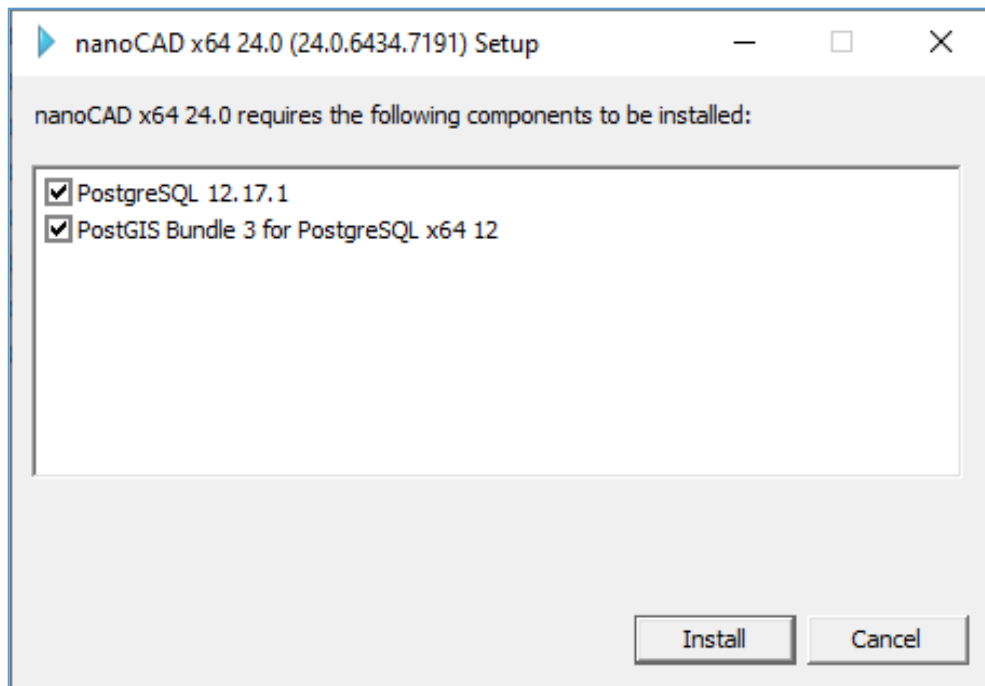 nanoCAD x64 24.0 (24.0.6434.7191) Setup
nanoCAD x64 24.0 requires the following components to be installed:
PostgreSQL 12.17.1
PostGIS Bundle 3 for PostgreSQL x64 12
Install Cancel